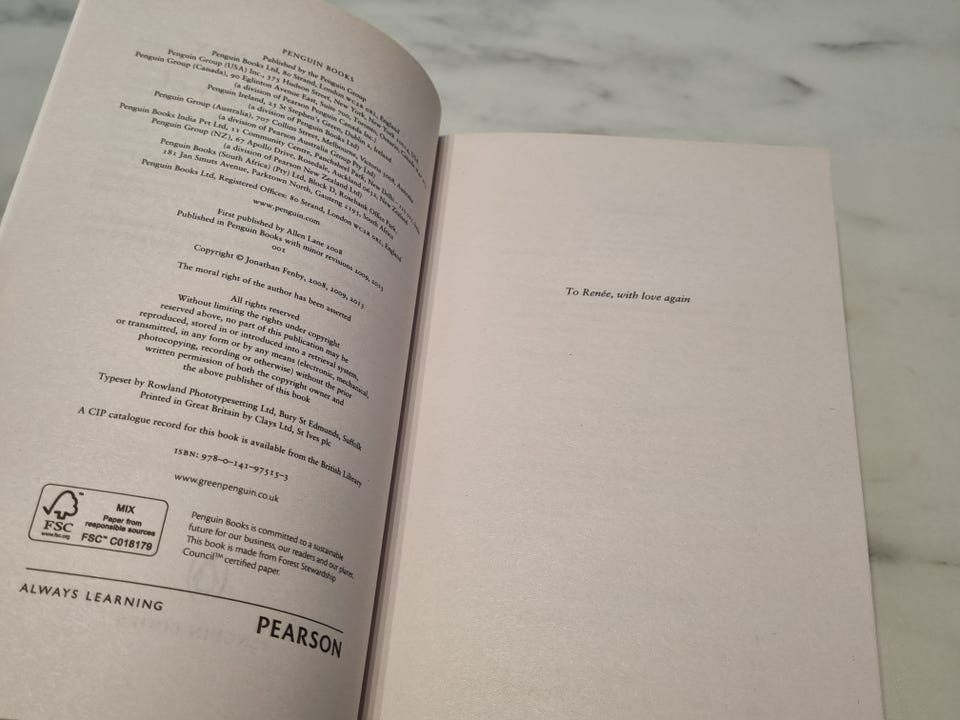 PENGUIN BOOKS
Published by the Penguin Group
Penguin Books Ltd, 80 Strand, London WC2R 0RL, England
Penguin Group (USA) Inc., 375 Hudson Street, New York, New York 10014, USA
Penguin Group (Canada), 90 Eglinton Avenue East, Suite 700, Toronto, Ontario, Canada
(a division of Pearson Penguin Canada Inc.)
Penguin Ireland, 25 St Stephen's Green, Dublin 2, Ireland
(a division of Penguin Books Ltd)
Penguin Group (Australia), 707 Collins Street, Melbourne, Victoria 3008, Australia
(a division of Pearson Australia Group Pty Ltd)
Penguin Books India Pvt Ltd, 11 Community Centre, Panchsheel Park, New Delhi –
Penguin Group (NZ), 67 Apollo Drive, Rosedale, Auckland 0632, New Zealand
(a division of Pearson New Zealand Ltd)
Penguin Books (South Africa) (Pty) Ltd, Block D, Rosebank Office Park,
181 Jan Smuts Avenue, Parktown North, Gauteng 2193, South Africa
Penguin Books Ltd, Registered Offices: 80 Strand, London WC2R 0RL, England
www.penguin.com
First published by Allen Lane 2008
Published in Penguin Books with minor revisions 2009, 2013
001
Copyright © Jonathan Fenby, 2008, 2009, 2013
The moral right of the author has been asserted
All rights reserved
Without limiting the rights under copyright
reserved above, no part of this publication may be
reproduced, stored in or introduced into a retrieval system,
or transmitted, in any form or by any means (electronic, mechanical,
photocopying, recording or otherwise) without the prior
written permission of both the copyright owner and
the above publisher of this book
Typeset by Rowland Phototypesetting Ltd, Bury St Edmunds, Suffolk
Printed in Great Britain by Clays Ltd, St Ives plc
A CIP catalogue record for this book is available from the British Library
ISBN: 978-0-141-97515-3
www.greenpenguin.co.uk
FSC
www.fsc.org
MIX
Paper from
responsible sources
FSC™ C018179
Penguin Books is committed to a sustainable
future for our business, our readers and our planet.
This book is made from Forest Stewardship
Council™ certified paper.
ALWAYS LEARNING
PEARSON
To Renée, with love again